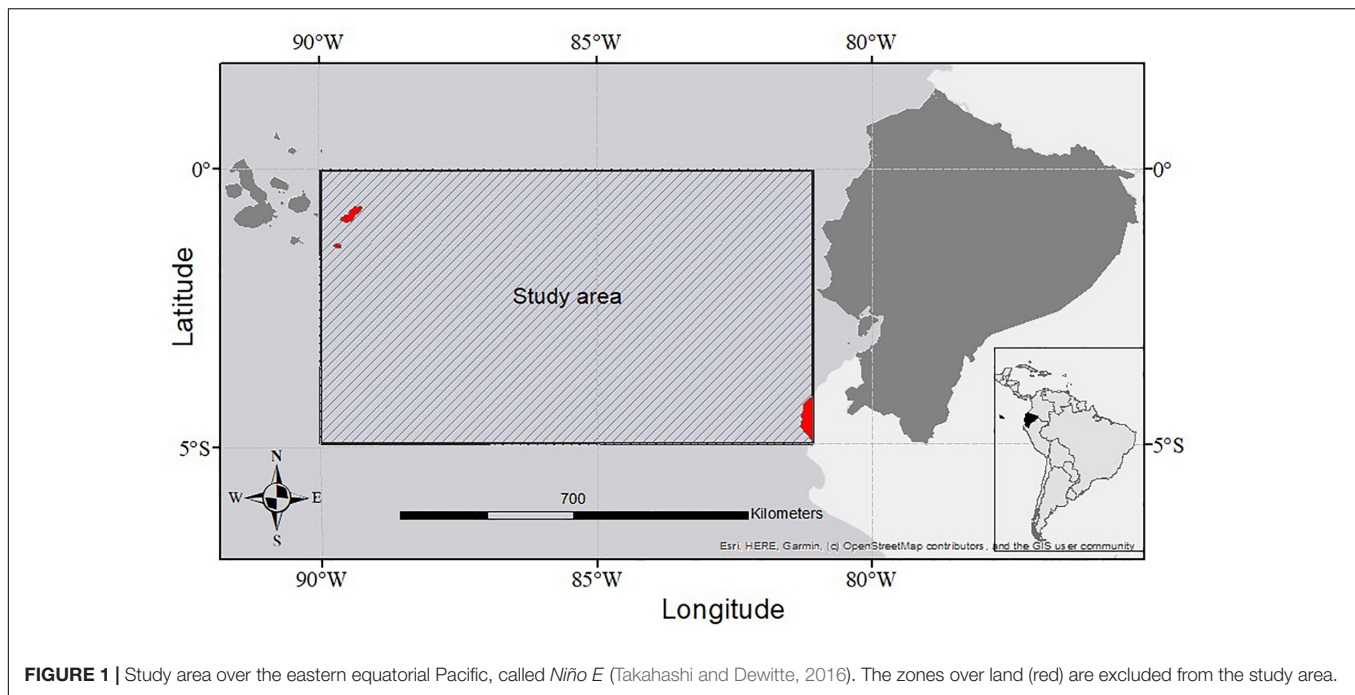 90°W 85°W 80°W
0° 0°
Latitude
Study area
5°S 5°S
N
W E
S
700
Kilometers
Esri, HERE, Garmin, (c) OpenStreetMap contributors, and the GIS user community
90°W 85°W 80°W
Longitude
FIGURE 1 | Study area over the eastern equatorial Pacific, called Niño E (Takahashi and Dewitte, 2016). The zones over land (red) are excluded from the study area.